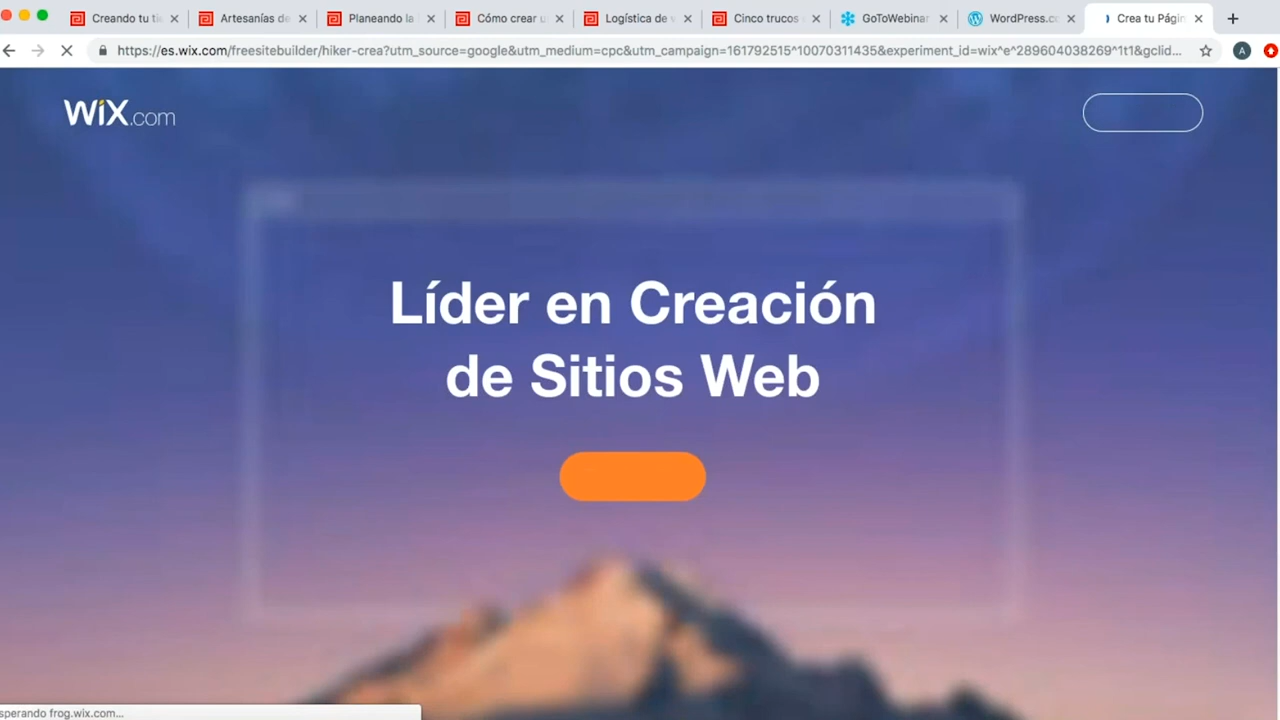 Creando tu ti
Artesanías de
Planeando la
Cómo crear u
Logística de v
Cinco trucos
GoToWebinar
WordPress.co
Crea tu Págin
https://es.wix.com/freesitebuilder/hiker-crea?utm_source=google&utm_medium=cpc&utm_campaign=161792515^10070311435&experiment_id=wix^e^289604038269^1t1&gclid...
A
WiX.com
Líder en Creación
de Sitios Web
sperando frog.wix.com...